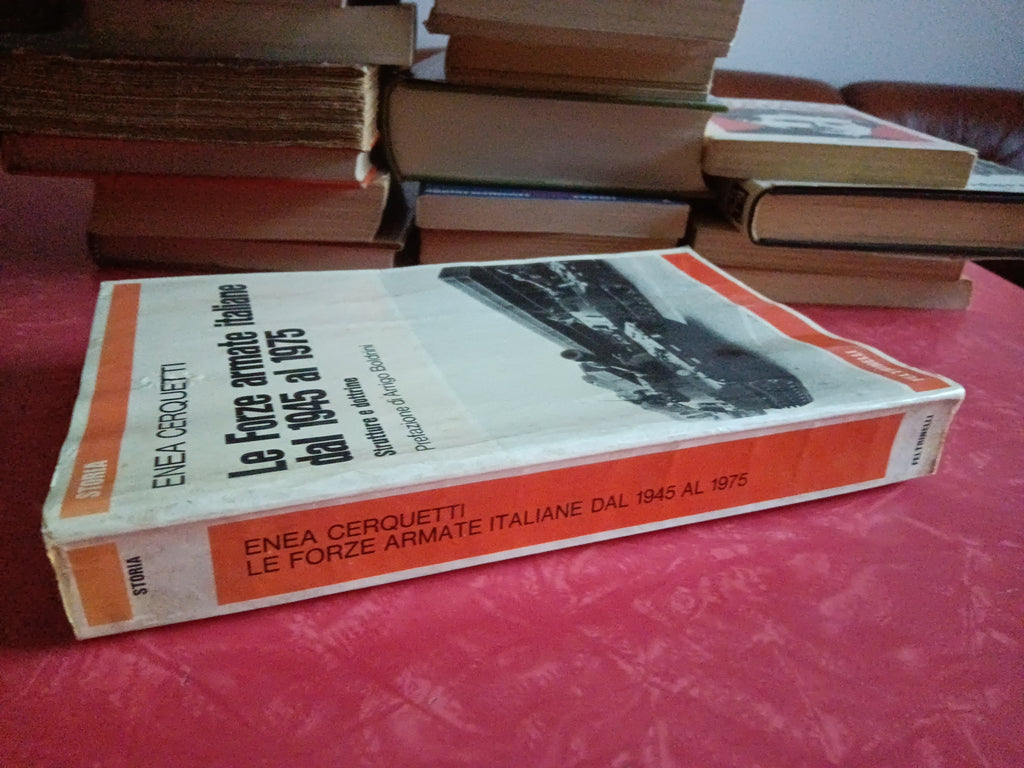 STORIA
ENEA CERQUETTI
Le Forze armate italiane
dal 1945 al 1975
Strutture e dottrine
Prefazione di Arrigo Boldrini
FELTRINELLI
STORIA
ENEA CERQUETTI
LE FORZE ARMATE ITALIANE DAL 1945 AL 1975
FELTRINELLI